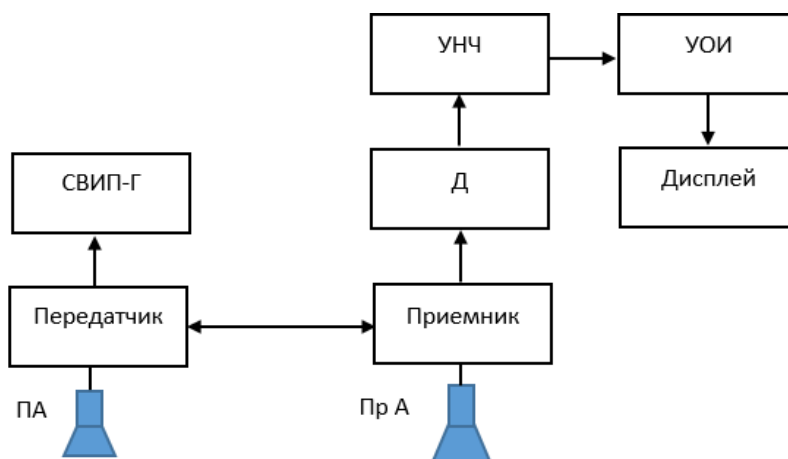 УНЧ
УОИ
СВИП-Г
Д
Дисплей
Передатчик
Приемник
ПА
Пр А